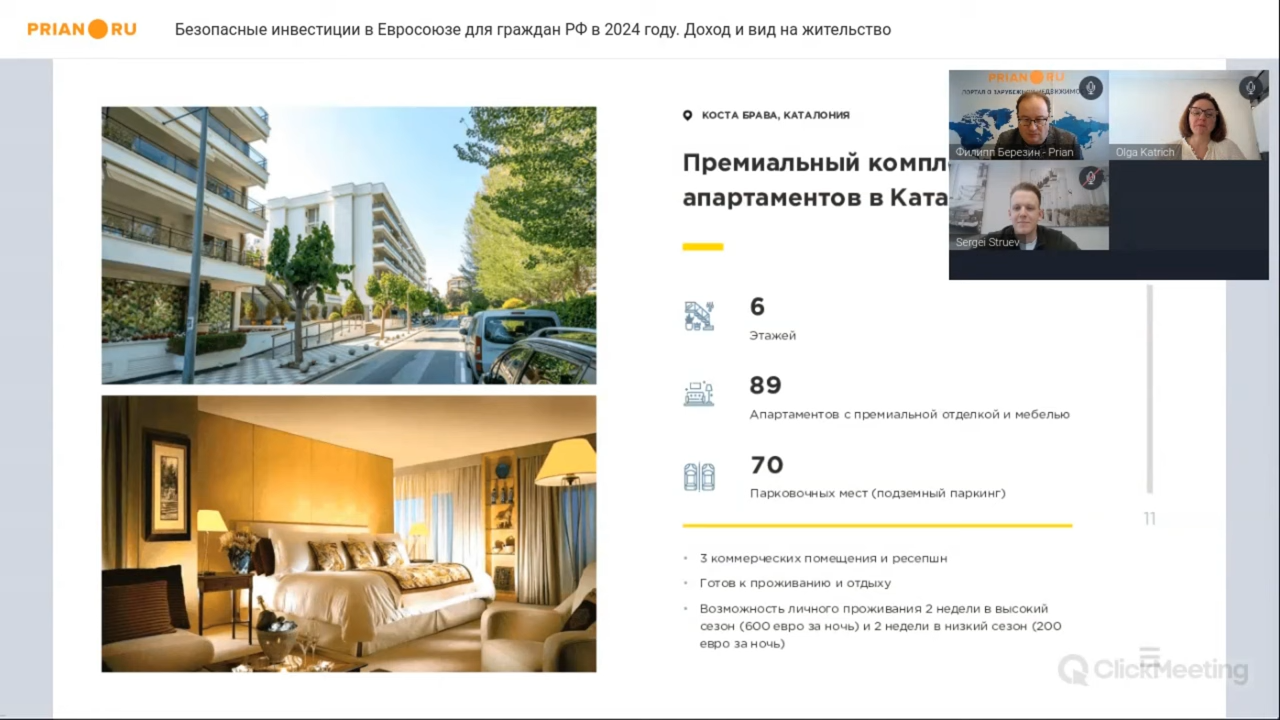 PRIAN RU
Безопасные инвестиции в Евросоюзе для граждан РФ в 2024 году. Доход и вид на жительство
PRIAN RU
Филипп Березин - Prian
Olga Katrich
Sergei Struev
КОСТА БРАВА, КАТАЛОНИЯ
Премиальный
апартаментов в
6
Этажей
89
Апартаментов с премиальной отделкой и мебелью
70
Парковочных мест (подземный паркинг)
11
• 3 коммерческих помещения и ресепшн
• Готов к проживанию и отдыху
• Возможность личного проживания 2 недели в высокий
сезон (600 евро за ночь) и 2 недели в низкий сезон (200
евро за ночь)
ClickMeeting